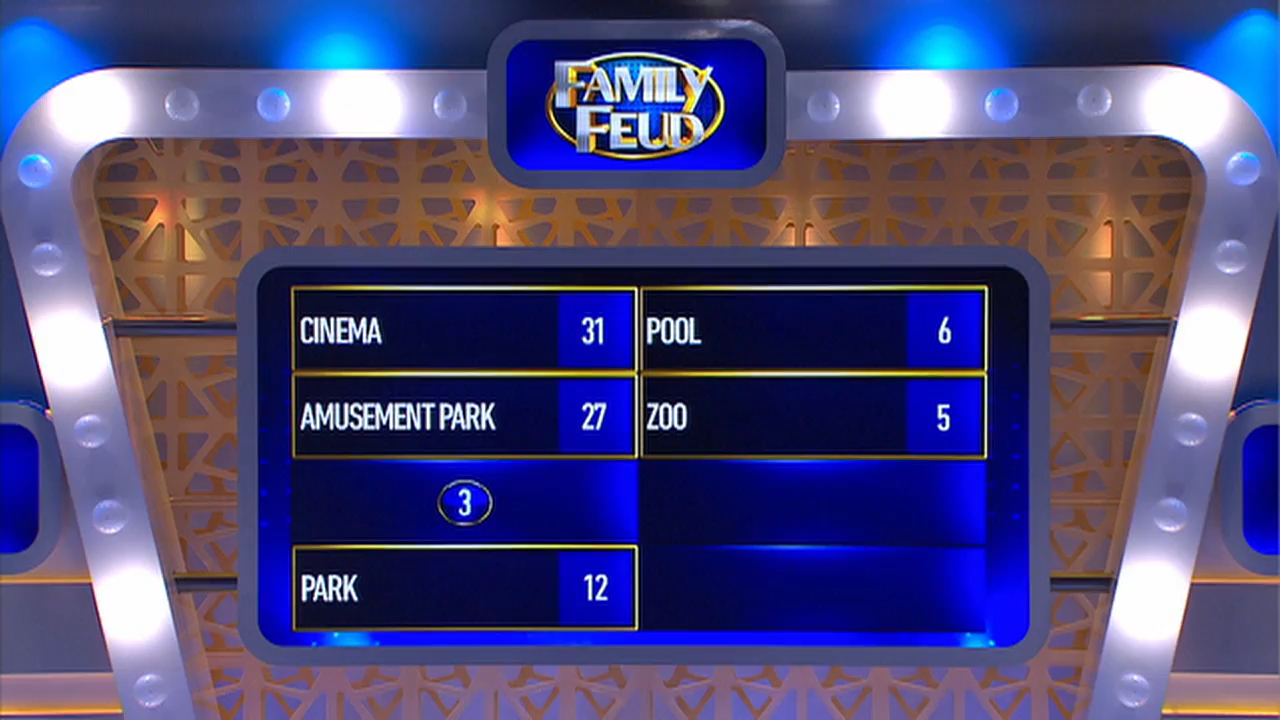 FAMILY
FEUD
CINEMA 31
AMUSEMENT PARK 27
3
PARK 12
POOL 6
ZOO 5